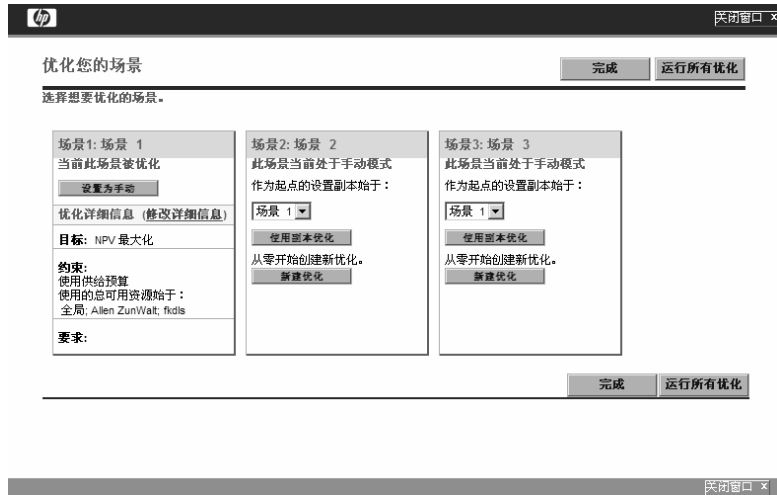 hp
关闭窗口 x
优化您的场景
完成
运行所有优化
选择想要优化的场景。
场景1: 场景 1
当前此场景被优化
设置为手动
优化详细信息 (修改详细信息)
目标: NPV 最大化
约束:
使用供给预算
使用的总可用资源始于:
全局; Allen ZunWalt; fkdls
要求:
场景2: 场景 2
此场景当前处于手动模式
作为起点的设置副本始于:
场景 1
使用副本优化
从零开始创建新优化。
新建优化
场景3: 场景 3
此场景当前处于手动模式
作为起点的设置副本始于:
场景 1
使用副本优化
从零开始创建新优化。
新建优化
完成
运行所有优化
关闭窗口 x